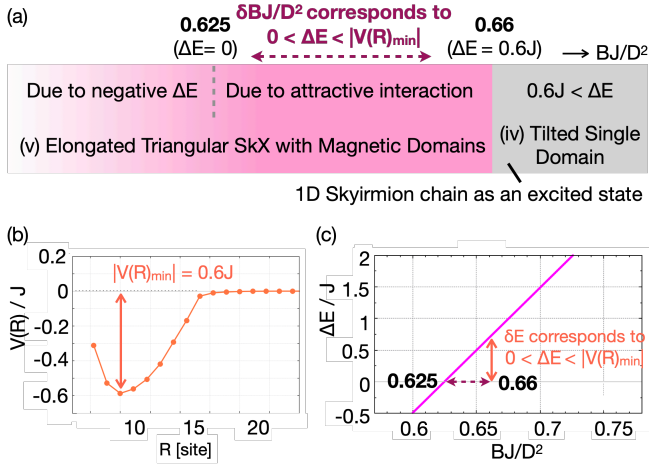 (a)
δBJ/D² corresponds to
0 < ΔE < |V(R)min|
0.625
(ΔE= 0)
0.66
(ΔE = 0.6J)
BJ/D²
Due to negative ΔE
Due to attractive interaction
0.6J < ΔE
(v) Elongated Triangular SkX with Magnetic Domains
(iv) Tilted Single
Domain
1D Skyirmion chain as an excited state
(b)
0.2
0
-0.2
-0.4
-0.6
V(R) / J
|V(R)min| = 0.6J
10
15
20
R [site]
(c)
2
1.5
1
0.5
0
-0.5
ΔE / J
δE corresponds to
0 < ΔE < |V(R)min|
0.625
0.66
0.6
0.65
0.7
0.75
BJ/D²